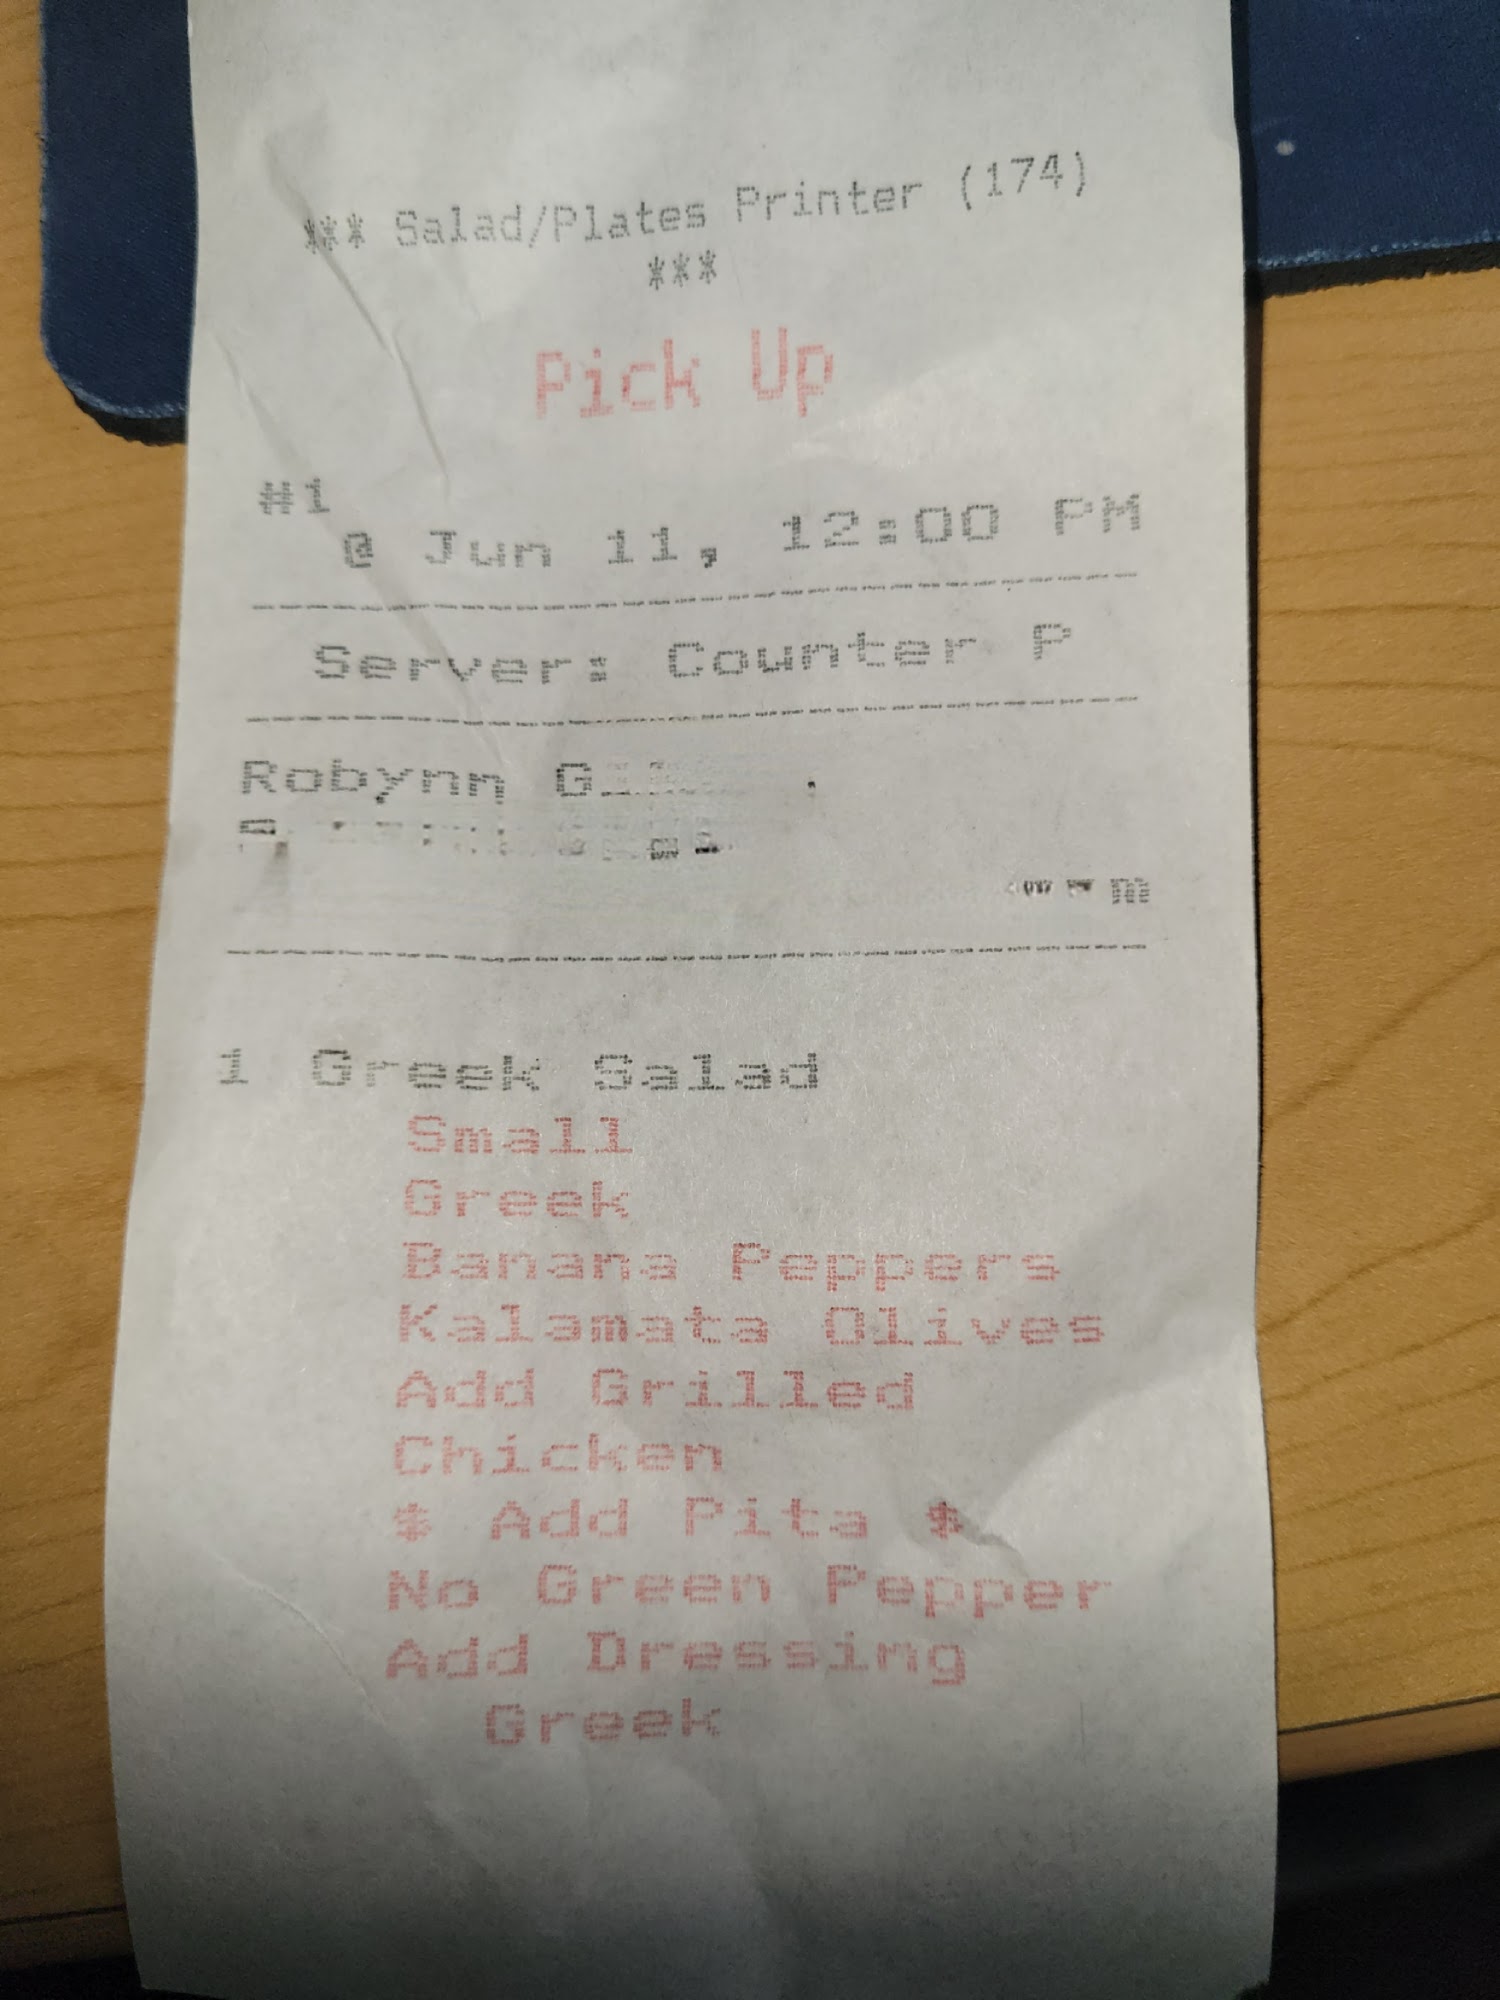 *** Salad/Plates Printer (174)
***
Pick Up
#1
@ Jun 11, 12:00 PM
Server: Counter P
Robynn G
1 Greek Salad
Small
Greek
Banana Peppers
Kalamata Olives
Add Grilled
Chicken
* Add Pita *
No Green Pepper
Add Dressing
Greek